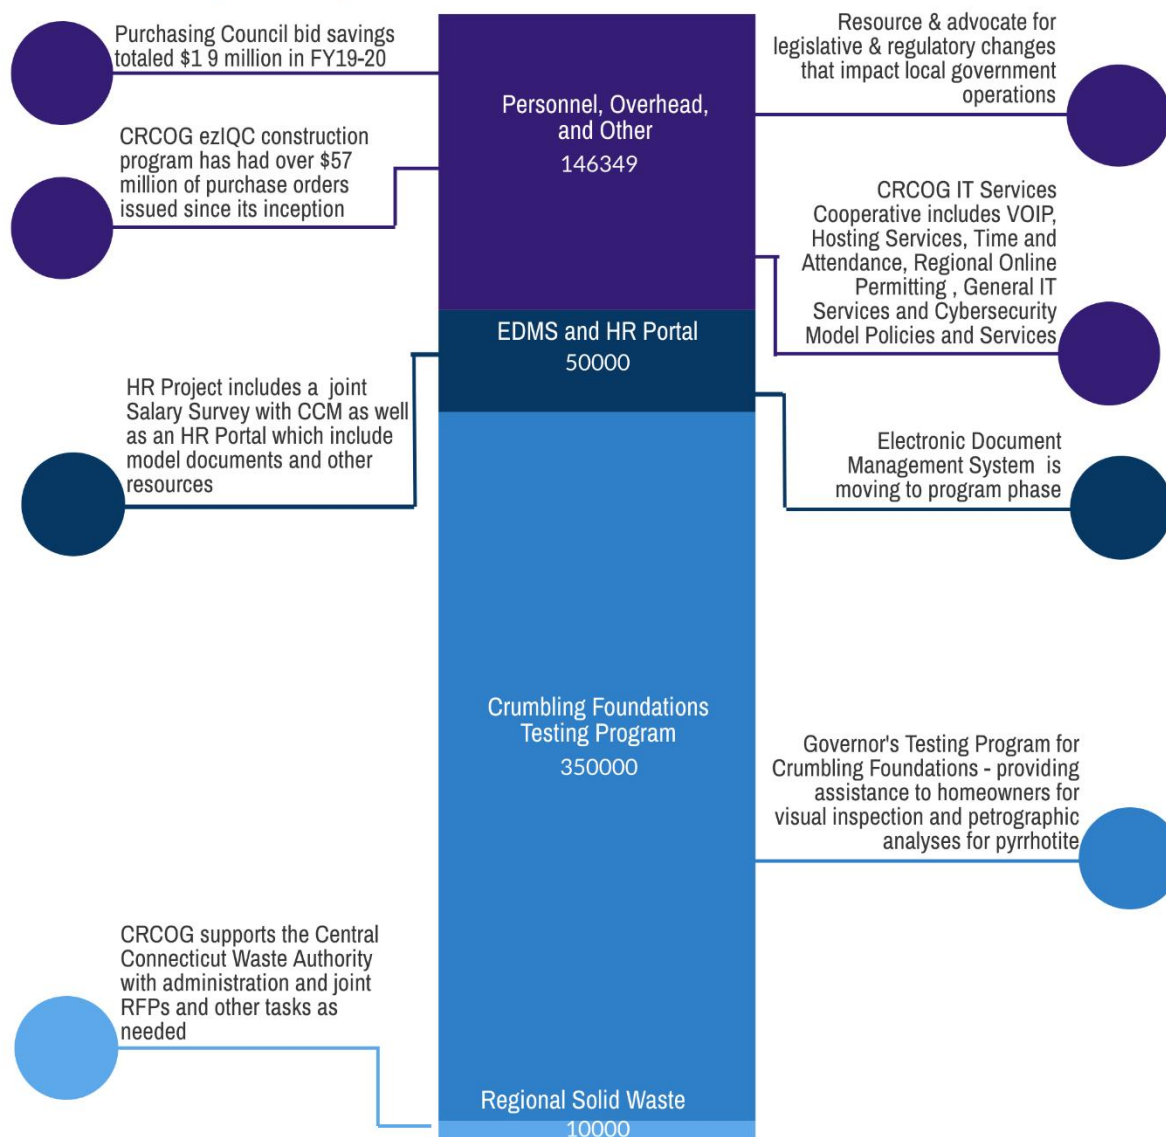 Purchasing Council bid savings
totaled $1 9 million in FY19-20
CRCOG ezIQC construction
program has had over $57
million of purchase orders
issued since its inception
HR Project includes a joint
Salary Survey with CCM as well
as an HR Portal which include
model documents and other
resources
CRCOG supports the Central
Connecticut Waste Authority
with administration and joint
RFPs and other tasks as
needed
Personnel, Overhead,
and Other
146349
EDMS and HR Portal
50000
Crumbling Foundations
Testing Program
350000
Regional Solid Waste
10000
Resource & advocate for
legislative & regulatory changes
that impact local government
operations
CRCOG IT Services
Cooperative includes VOIP,
Hosting Services, Time and
Attendance, Regional Online
Permitting , General IT
Services and Cybersecurity
Model Policies and Services
Electronic Document
Management System is
moving to program phase
Governor's Testing Program for
Crumbling Foundations - providing
assistance to homeowners for
visual inspection and petrographic
analyses for pyrrhotite